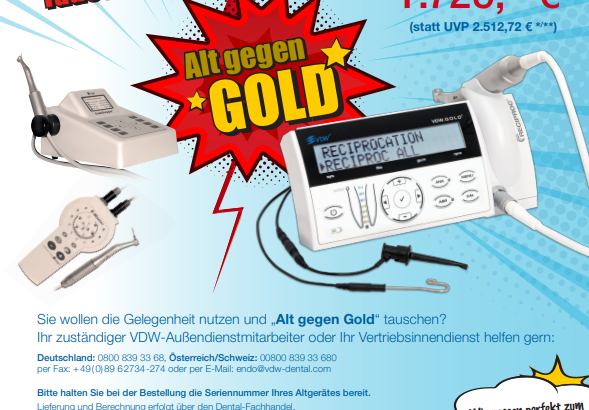 (statt UVP 2.512,72 € */**)
Alt gegen
GOLD
VDW
VDW.GOLD®
RECIPROCATION
RECIPROC ALL
RECIPROC
Sie wollen die Gelegenheit nutzen und „Alt gegen Gold“ tauschen?
Ihr zuständiger VDW-Außendienstmitarbeiter oder Ihr Vertriebsinnendienst helfen gern:
Deutschland: 0800 839 33 68, Österreich/Schweiz: 00800 839 33 680
per Fax: +49(0)89 62734-274 oder per E-Mail: endo@vdw-dental.com
Bitte halten Sie bei der Bestellung die Seriennummer Ihres Altgerätes bereit.
Lieferung und Berechnung erfolgt über den Dental-Fachhandel.
perfekt zum